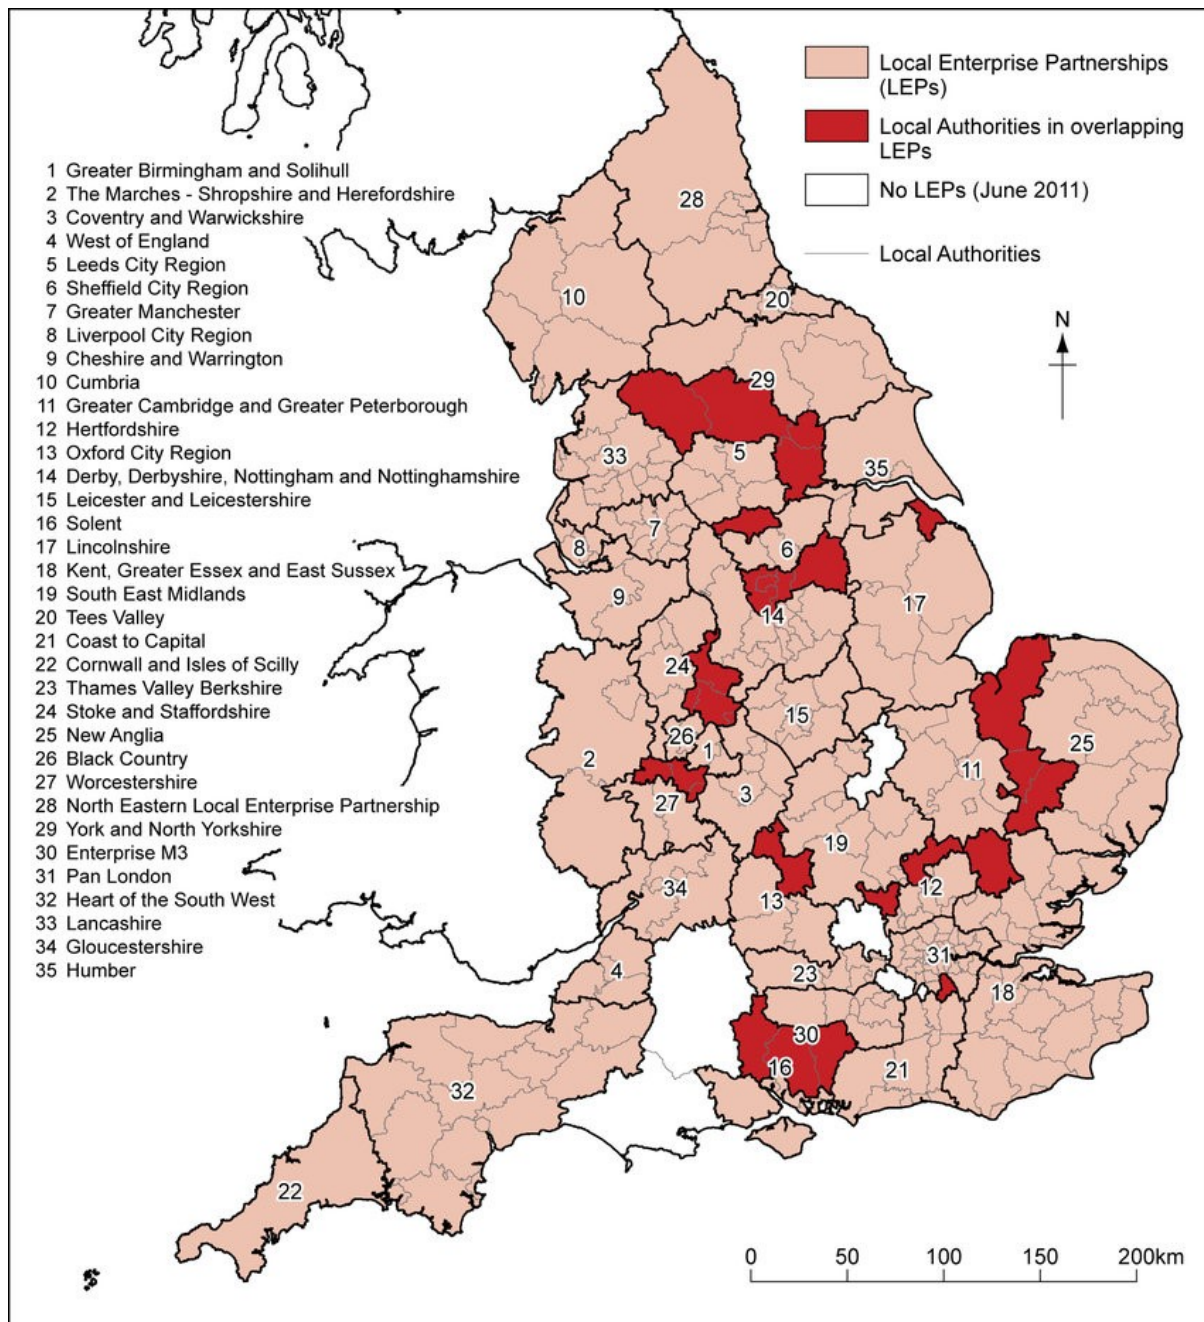 Local Enterprise Partnerships
(LEPs)
Local Authorities in overlapping
LEPs
No LEPs (June 2011)
Local Authorities
N
1 Greater Birmingham and Solihull
2 The Marches - Shropshire and Herefordshire
3 Coventry and Warwickshire
4 West of England
5 Leeds City Region
6 Sheffield City Region
7 Greater Manchester
8 Liverpool City Region
9 Cheshire and Warrington
10 Cumbria
11 Greater Cambridge and Greater Peterborough
12 Hertfordshire
13 Oxford City Region
14 Derby, Derbyshire, Nottingham and Nottinghamshire
15 Leicester and Leicestershire
16 Solent
17 Lincolnshire
18 Kent, Greater Essex and East Sussex
19 South East Midlands
20 Tees Valley
21 Coast to Capital
22 Cornwall and Isles of Scilly
23 Thames Valley Berkshire
24 Stoke and Staffordshire
25 New Anglia
26 Black Country
27 Worcestershire
28 North Eastern Local Enterprise Partnership
29 York and North Yorkshire
30 Enterprise M3
31 Pan London
32 Heart of the South West
33 Lancashire
34 Gloucestershire
35 Humber
28
10
20
29
33
5
35
7
8
6
9
14
17
24
15
26
1
2
25
11
3
27
19
12
34
13
31
4
23
18
30
16
21
32
22
0 50 100 150 200km